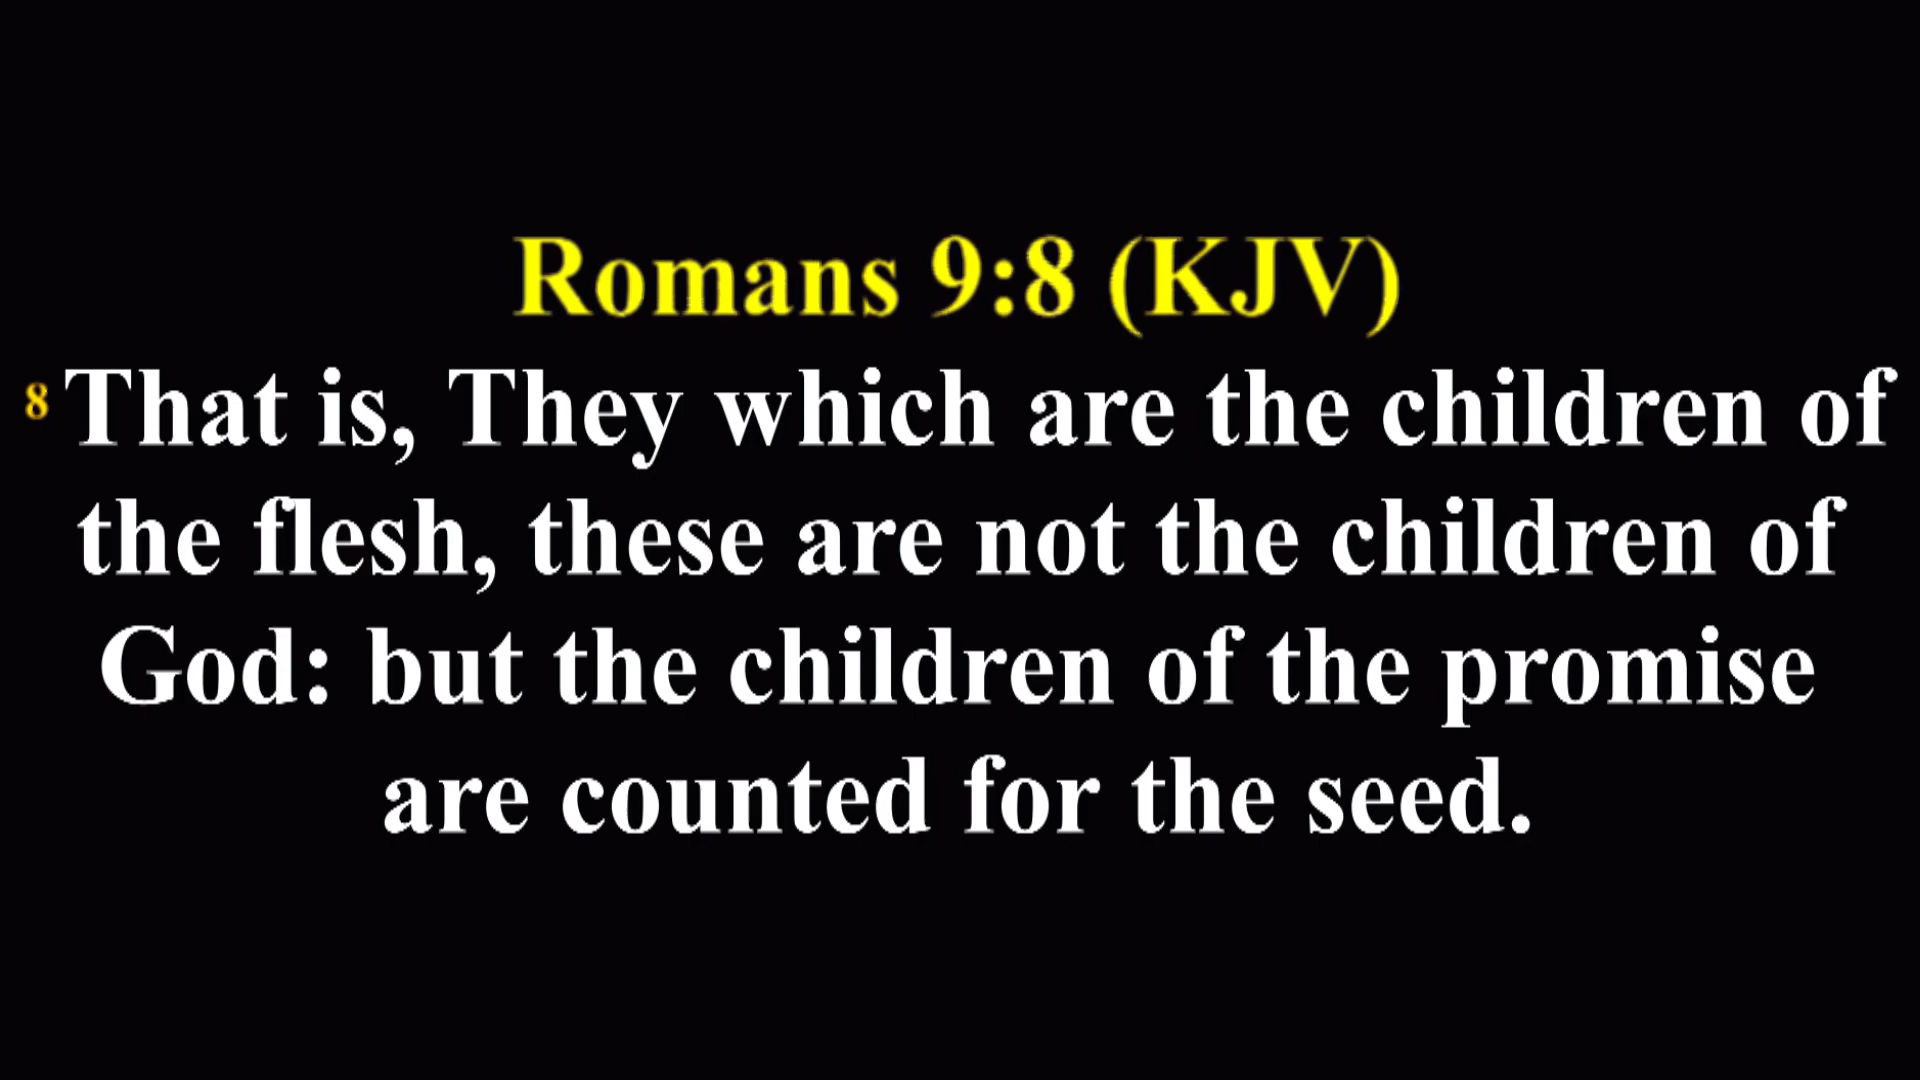 Romans 9:8 (KJV)
8 That is, They which are the children of
the flesh, these are not the children of
God: but the children of the promise
are counted for the seed.